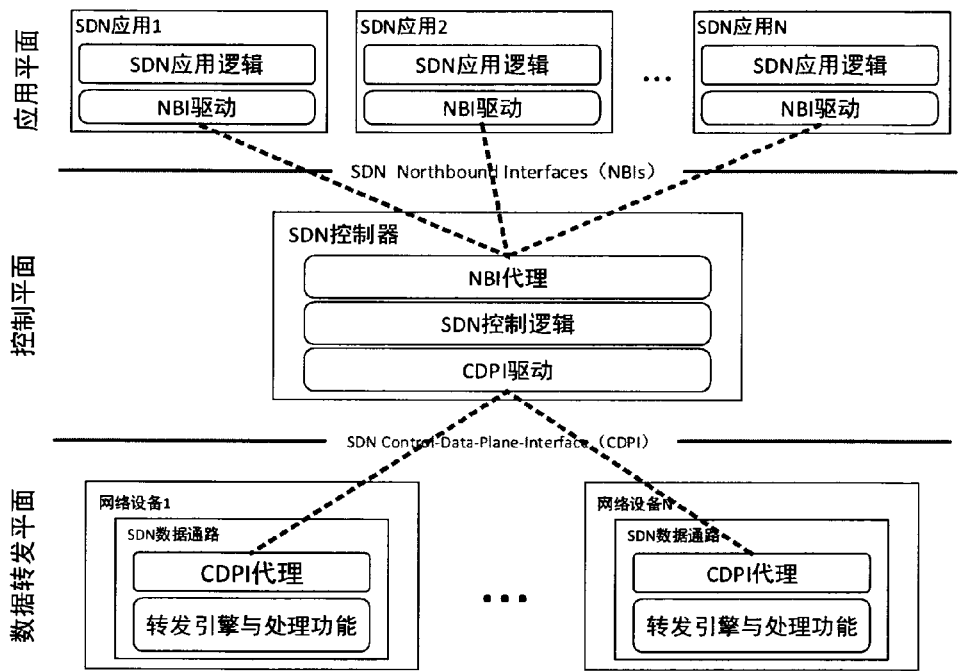 应用平面
SDN应用1
SDN应用逻辑
NBI驱动
SDN应用2
SDN应用逻辑
NBI驱动
...
SDN应用N
SDN应用逻辑
NBI驱动
SDN Northbound Interfaces（NBIs）
控制平面
SDN控制器
NBI代理
SDN控制逻辑
CDPI驱动
SDN Control-Data-Plane-Interface（CDPI）
数据转发平面
网络设备1
SDN数据通路
CDPI代理
转发引擎与处理功能
...
网络设备N
SDN数据通路
CDPI代理
转发引擎与处理功能